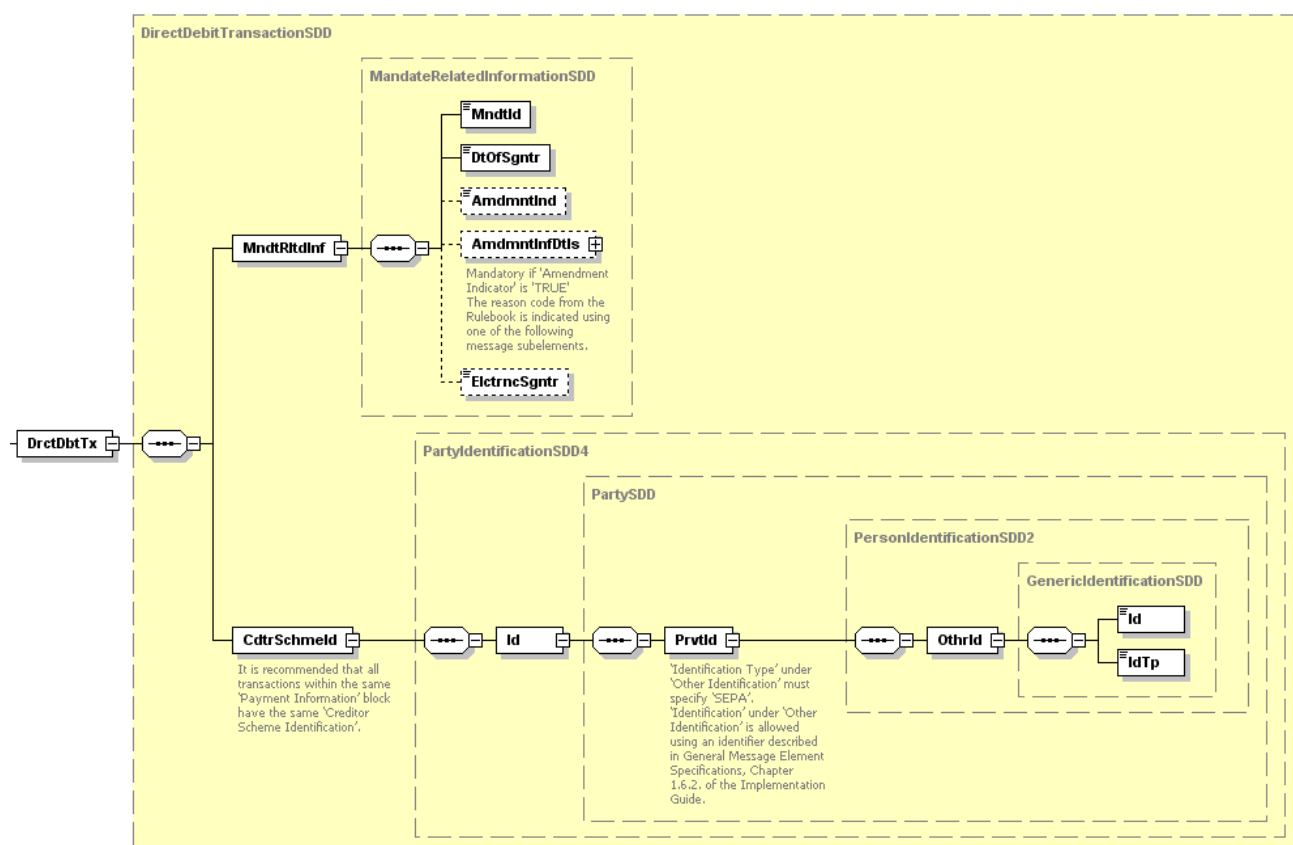 DirectDebitTransactionSDD
MandateRelatedInformationSDD
MndtId
DtOfSgntr
AmdmntInd
MndtRltdInf
AmdmntInfDtls
Mandatory if 'Amendment
Indicator' is 'TRUE'
The reason code from the
Rulebook is indicated using
one of the following
message subelements.
ElctrncSgntr
DrctDbtTx
PartyIdentificationSDD4
PartySDD
PersonIdentificationSDD2
GenericIdentificationSDD
CdtrSchmeId
It is recommended that all
transactions within the same
'Payment Information' block
have the same 'Creditor
Scheme Identification'.
Id
PrvtId
'Identification Type' under
'Other Identification' must
specify 'SEPA'.
'Identification' under 'Other
Identification' is allowed
using an identifier described
in General Message Element
Specifications, Chapter
1.6.2. of the Implementation
Guide.
OthrId
Id
IdTp